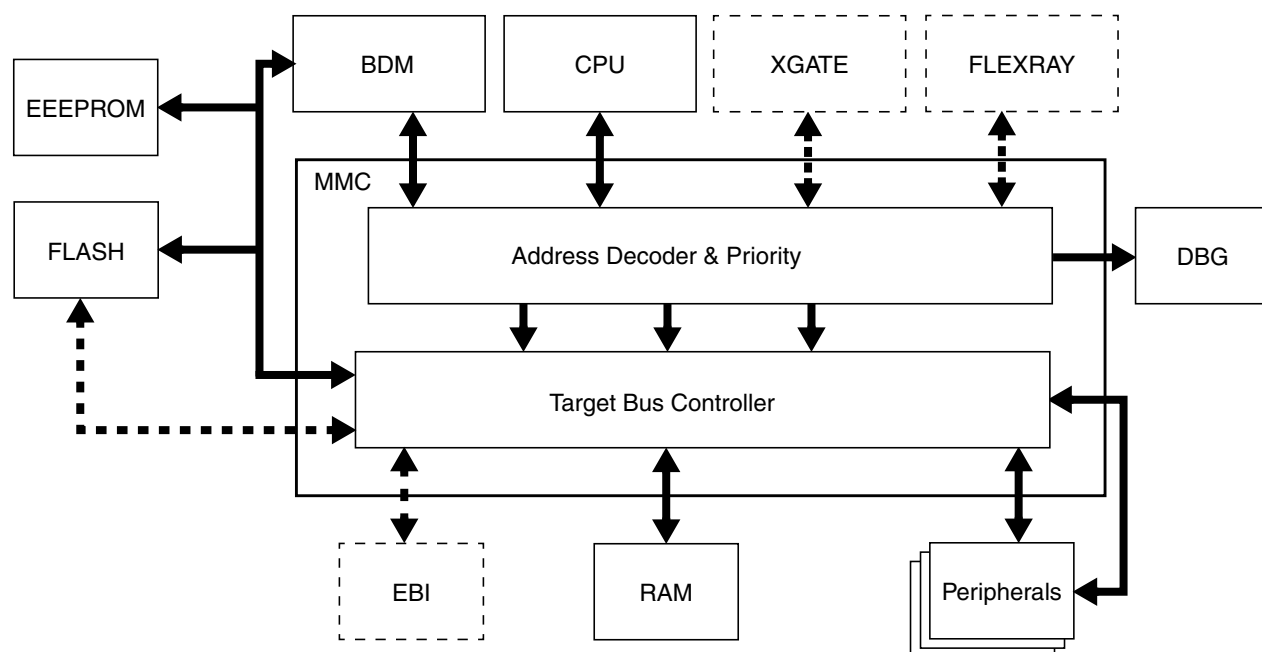 BDM
CPU
XGATE
FLEXRAY
EEEPROM
MMC
FLASH
Address Decoder & Priority
DBG
Target Bus Controller
EBI
RAM
Peripherals